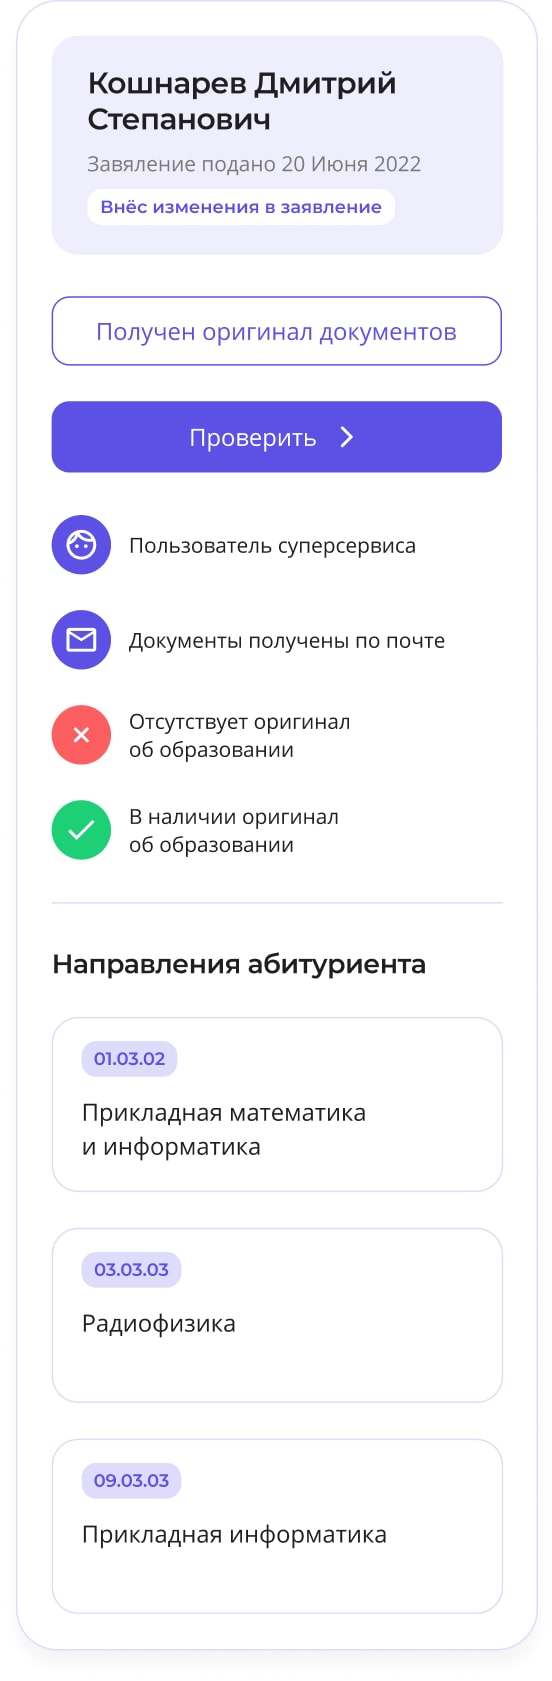 Кошнарев Дмитрий
Степанович
Завяление подано 20 Июня 2022
Внёс изменения в заявление
Получен оригинал документов
Проверить
Пользователь суперсервиса
Документы получены по почте
Отсутствует оригинал
об образовании
В наличии оригинал
об образовании
Направления абитуриента
01.03.02
Прикладная математика
и информатика
03.03.03
Радиофизика
09.03.03
Прикладная информатика